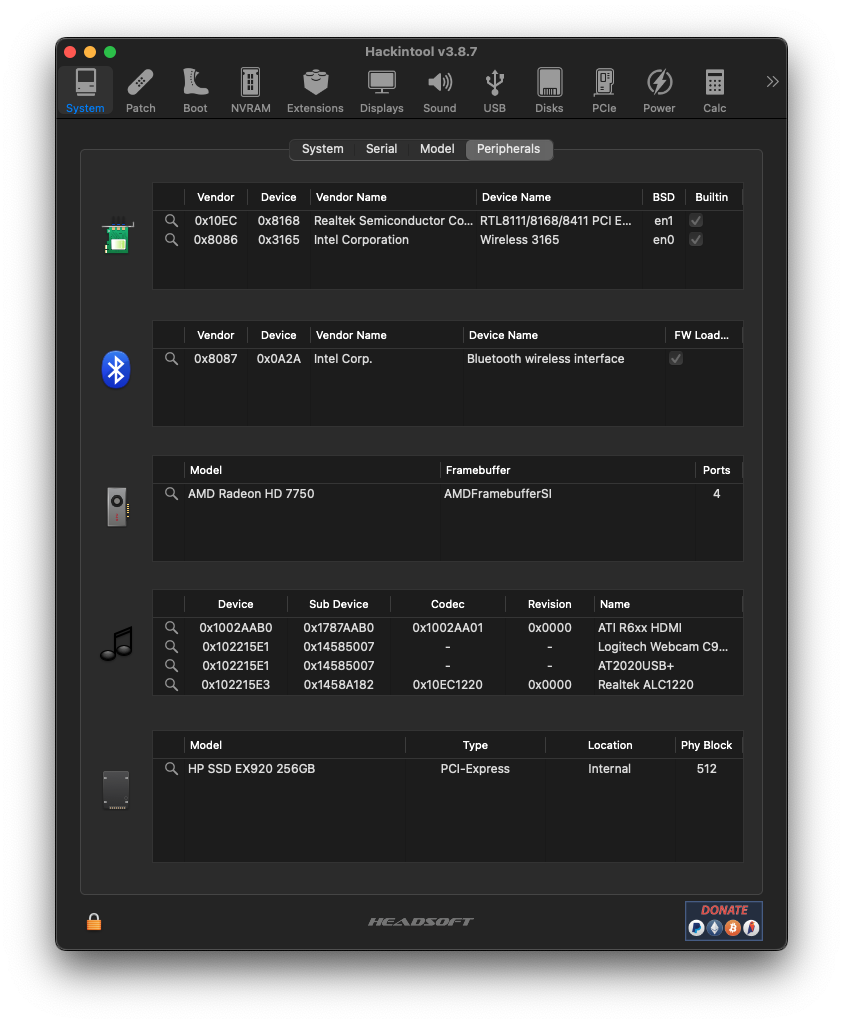 Hackintool v3.8.7
System Patch Boot NVRAM Extensions Displays Sound USB Disks PCIe Power Calc
System Serial Model Peripherals
Vendor Device Vendor Name Device Name BSD Builtin
0x10EC 0x8168 Realtek Semiconductor Co... RTL8111/8168/8411 PCI E... en1
0x8086 0x3165 Intel Corporation Wireless 3165 en0
Vendor Device Vendor Name Device Name FW Load...
0x8087 0x0A2A Intel Corp. Bluetooth wireless interface
Model Framebuffer Ports
AMD Radeon HD 7750 AMDFramebufferSI 4
Device Sub Device Codec Revision Name
0x1002AAB0 0x1787AAB0 0x1002AA01 0x0000 ATI R6xx HDMI
0x102215E1 0x14585007 - - Logitech Webcam C9...
0x102215E1 0x14585007 - - AT2020USB+
0x102215E3 0x1458A182 0x10EC1220 0x0000 Realtek ALC1220
Model Type Location Phy Block
HP SSD EX920 256GB PCI-Express Internal 512
HEADSOFT
DONATE